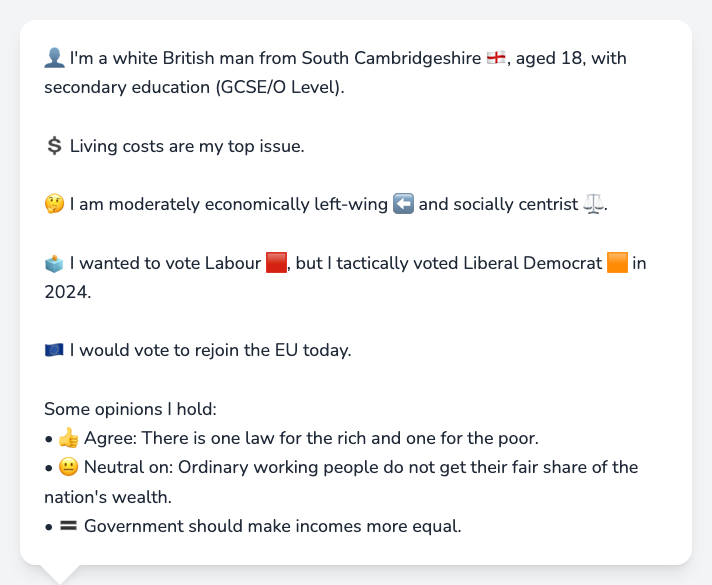 👤 I'm a white British man from South Cambridgeshire 🏴󠁧󠁢󠁥󠁮󠁧󠁿, aged 18, with
secondary education (GCSE/O Level).
💲 Living costs are my top issue.
🤔 I am moderately economically left-wing ⬅️ and socially centrist ⚖️.
🗳️ I wanted to vote Labour 🟥, but I tactically voted Liberal Democrat 🟧 in
2024.
🇪🇺 I would vote to rejoin the EU today.
Some opinions I hold:
• 👍 Agree: There is one law for the rich and one for the poor.
• 😐 Neutral on: Ordinary working people do not get their fair share of the
nation's wealth.
• 🟰 Government should make incomes more equal.